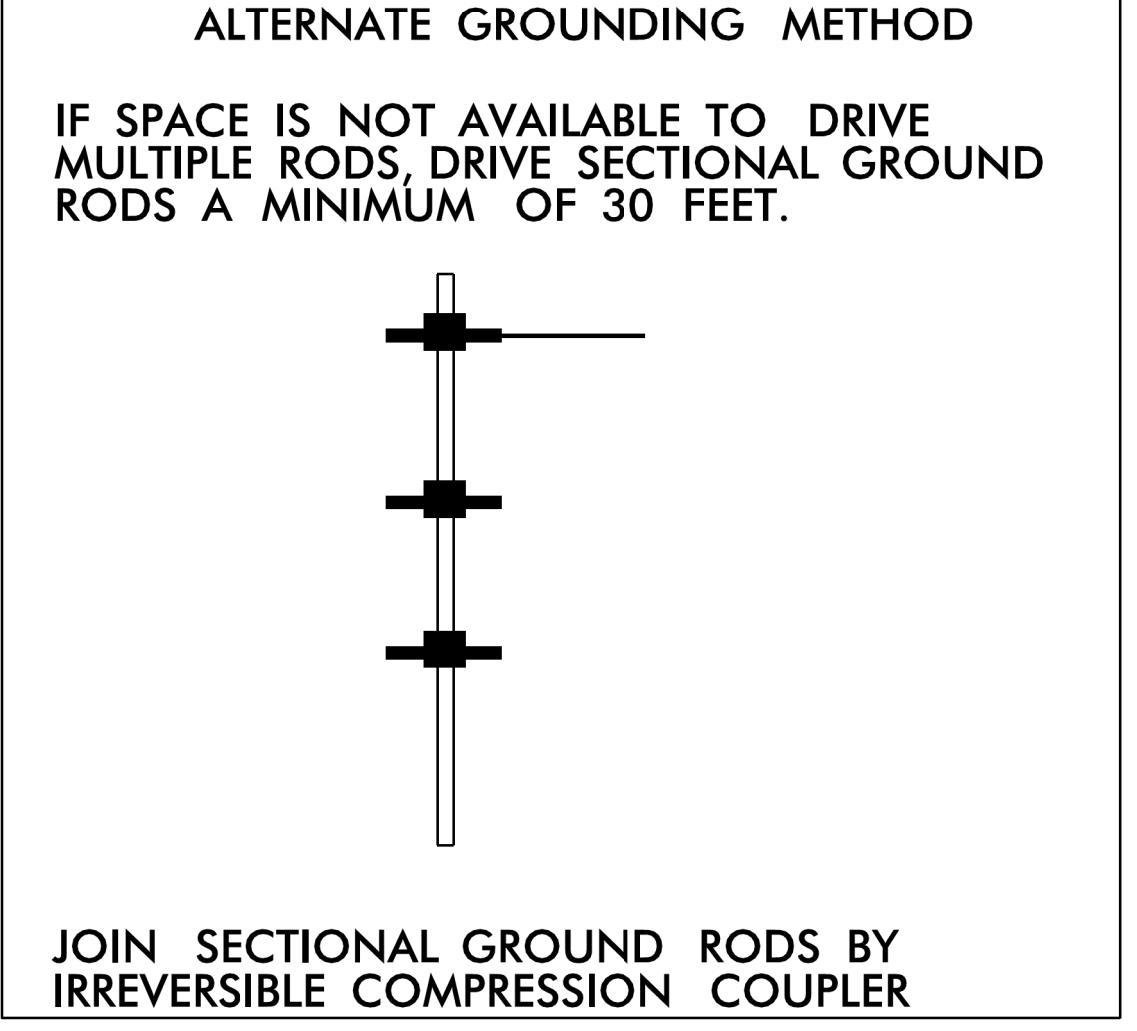 ALTERNATE GROUNDING METHOD
IF SPACE IS NOT AVAILABLE TO DRIVE
MULTIPLE RODS, DRIVE SECTIONAL GROUND
RODS A MINIMUM OF 30 FEET.
JOIN SECTIONAL GROUND RODS BY
IRREVERSIBLE COMPRESSION COUPLER